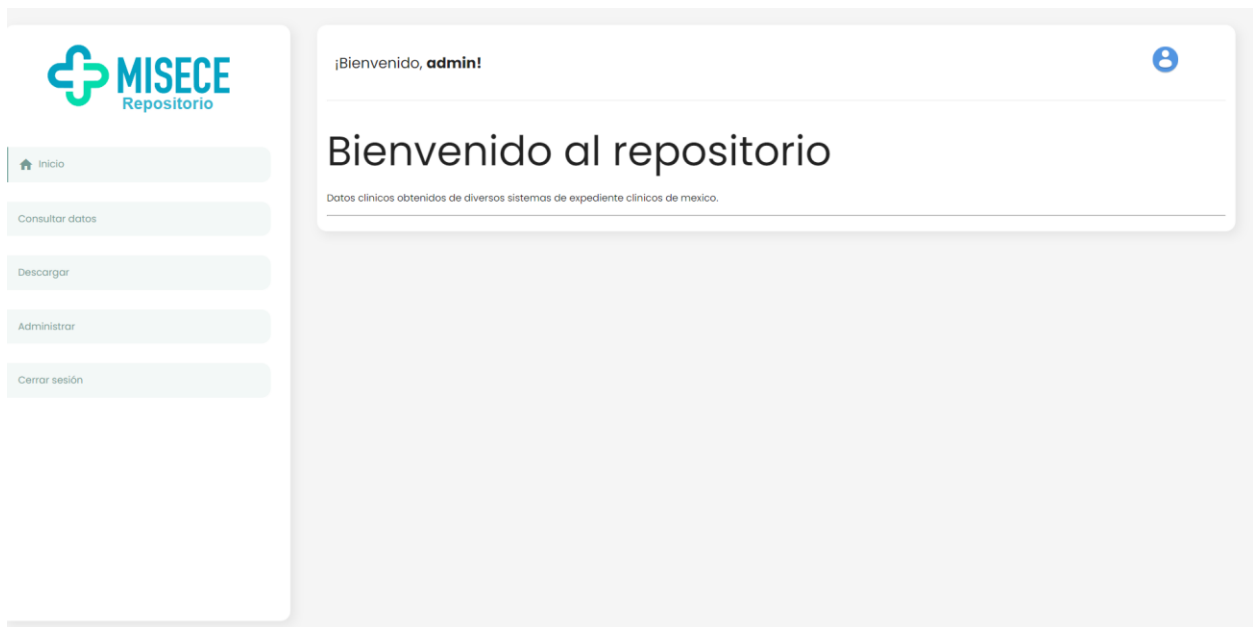 MISECE
Repositorio
Inicio
Consultar datos
Descargar
Administrar
Cerrar sesión
¡Bienvenido, admin!
Bienvenido al repositorio
Datos clinicos obtenidos de diversos sistemas de expediente clinicos de mexico.